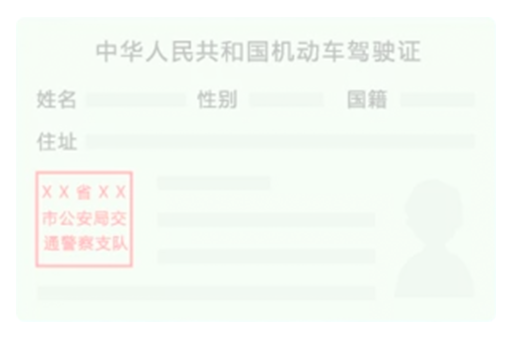 中华人民共和国机动车驾驶证
姓名 性别 国籍
住址
XX省XX
市公安局交
通警察支队